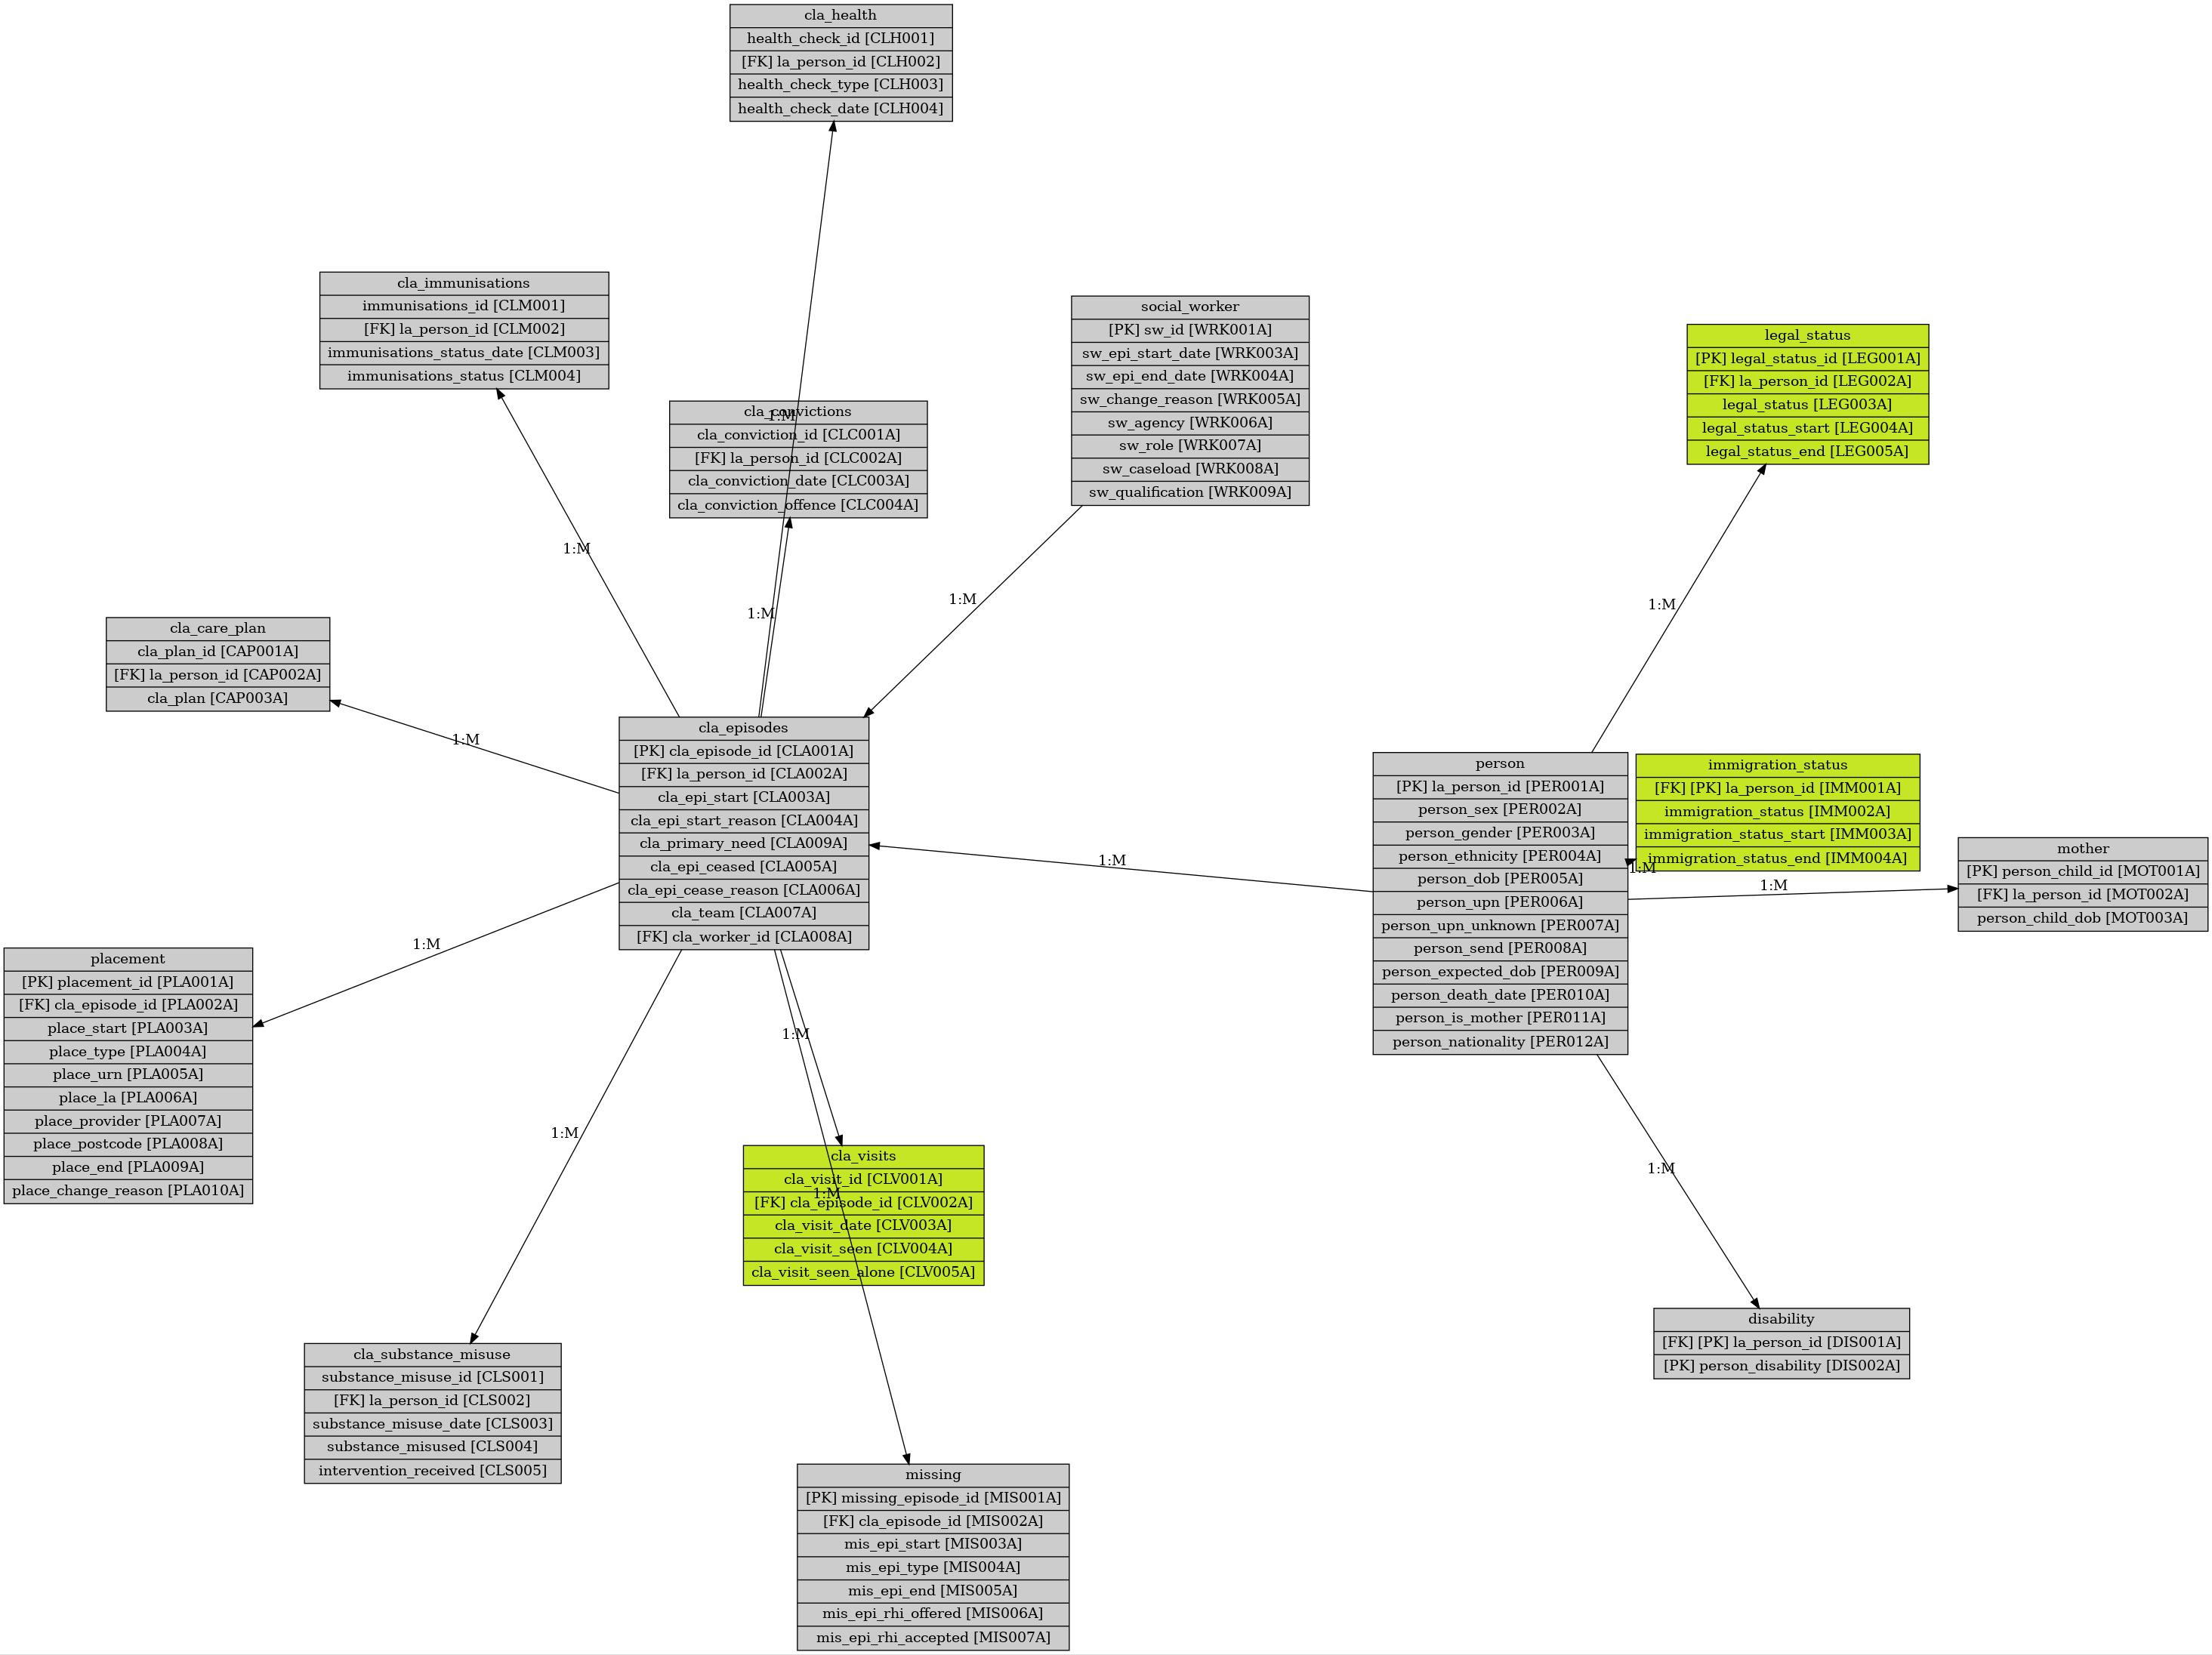 cla_health
health_check_id [CLH001]
[FK] la_person_id [CLH002]
health_check_type [CLH003]
health_check_date [CLH004]
cla_immunisations
immunisations_id [CLM001]
[FK] la_person_id [CLM002]
immunisations_status_date [CLM003]
immunisations_status [CLM004]
social_worker
[PK] sw_id [WRK001A]
sw_epi_start_date [WRK003A]
sw_epi_end_date [WRK004A]
sw_change_reason [WRK005A]
sw_agency [WRK006A]
sw_role [WRK007A]
sw_caseload [WRK008A]
sw_qualification [WRK009A]
legal_status
[PK] legal_status_id [LEG001A]
[FK] la_person_id [LEG002A]
legal_status [LEG003A]
legal_status_start [LEG004A]
legal_status_end [LEG005A]
cla_convictions
1:M
cla_conviction_id [CLC001A]
[FK] la_person_id [CLC002A]
cla_conviction_date [CLC003A]
cla_conviction_offence [CLC004A]
1:M
1:M
1:M
1:M
cla_care_plan
cla_plan_id [CAP001A]
[FK] la_person_id [CAP002A]
cla_plan [CAP003A]
1:M
cla_episodes
[PK] cla_episode_id [CLA001A]
[FK] la_person_id [CLA002A]
cla_epi_start [CLA003A]
cla_epi_start_reason [CLA004A]
cla_primary_need [CLA009A]
cla_epi_ceased [CLA005A]
cla_epi_cease_reason [CLA006A]
cla_team [CLA007A]
[FK] cla_worker_id [CLA008A]
1:M
person
[PK] la_person_id [PER001A]
person_sex [PER002A]
person_gender [PER003A]
person_ethnicity [PER004A]
person_dob [PER005A]
person_upn [PER006A]
person_upn_unknown [PER007A]
person_send [PER008A]
person_expected_dob [PER009A]
person_death_date [PER010A]
person_is_mother [PER011A]
person_nationality [PER012A]
immigration_status
[FK] [PK] la_person_id [IMM001A]
immigration_status [IMM002A]
immigration_status_start [IMM003A]
immigration_status_end [IMM004A]
1:M
1:M
mother
[PK] person_child_id [MOT001A]
[FK] la_person_id [MOT002A]
person_child_dob [MOT003A]
1:M
placement
[PK] placement_id [PLA001A]
[FK] cla_episode_id [PLA002A]
place_start [PLA003A]
place_type [PLA004A]
place_urn [PLA005A]
place_la [PLA006A]
place_provider [PLA007A]
place_postcode [PLA008A]
place_end [PLA009A]
place_change_reason [PLA010A]
1:M
1:M
1:M
cla_visits
cla_visit_id [CLV001A]
1:M
[FK] cla_episode_id [CLV002A]
cla_visit_date [CLV003A]
cla_visit_seen [CLV004A]
cla_visit_seen_alone [CLV005A]
disability
[FK] [PK] la_person_id [DIS001A]
[PK] person_disability [DIS002A]
cla_substance_misuse
substance_misuse_id [CLS001]
[FK] la_person_id [CLS002]
substance_misuse_date [CLS003]
substance_misused [CLS004]
intervention_received [CLS005]
missing
[PK] missing_episode_id [MIS001A]
[FK] cla_episode_id [MIS002A]
mis_epi_start [MIS003A]
mis_epi_type [MIS004A]
mis_epi_end [MIS005A]
mis_epi_rhi_offered [MIS006A]
mis_epi_rhi_accepted [MIS007A]